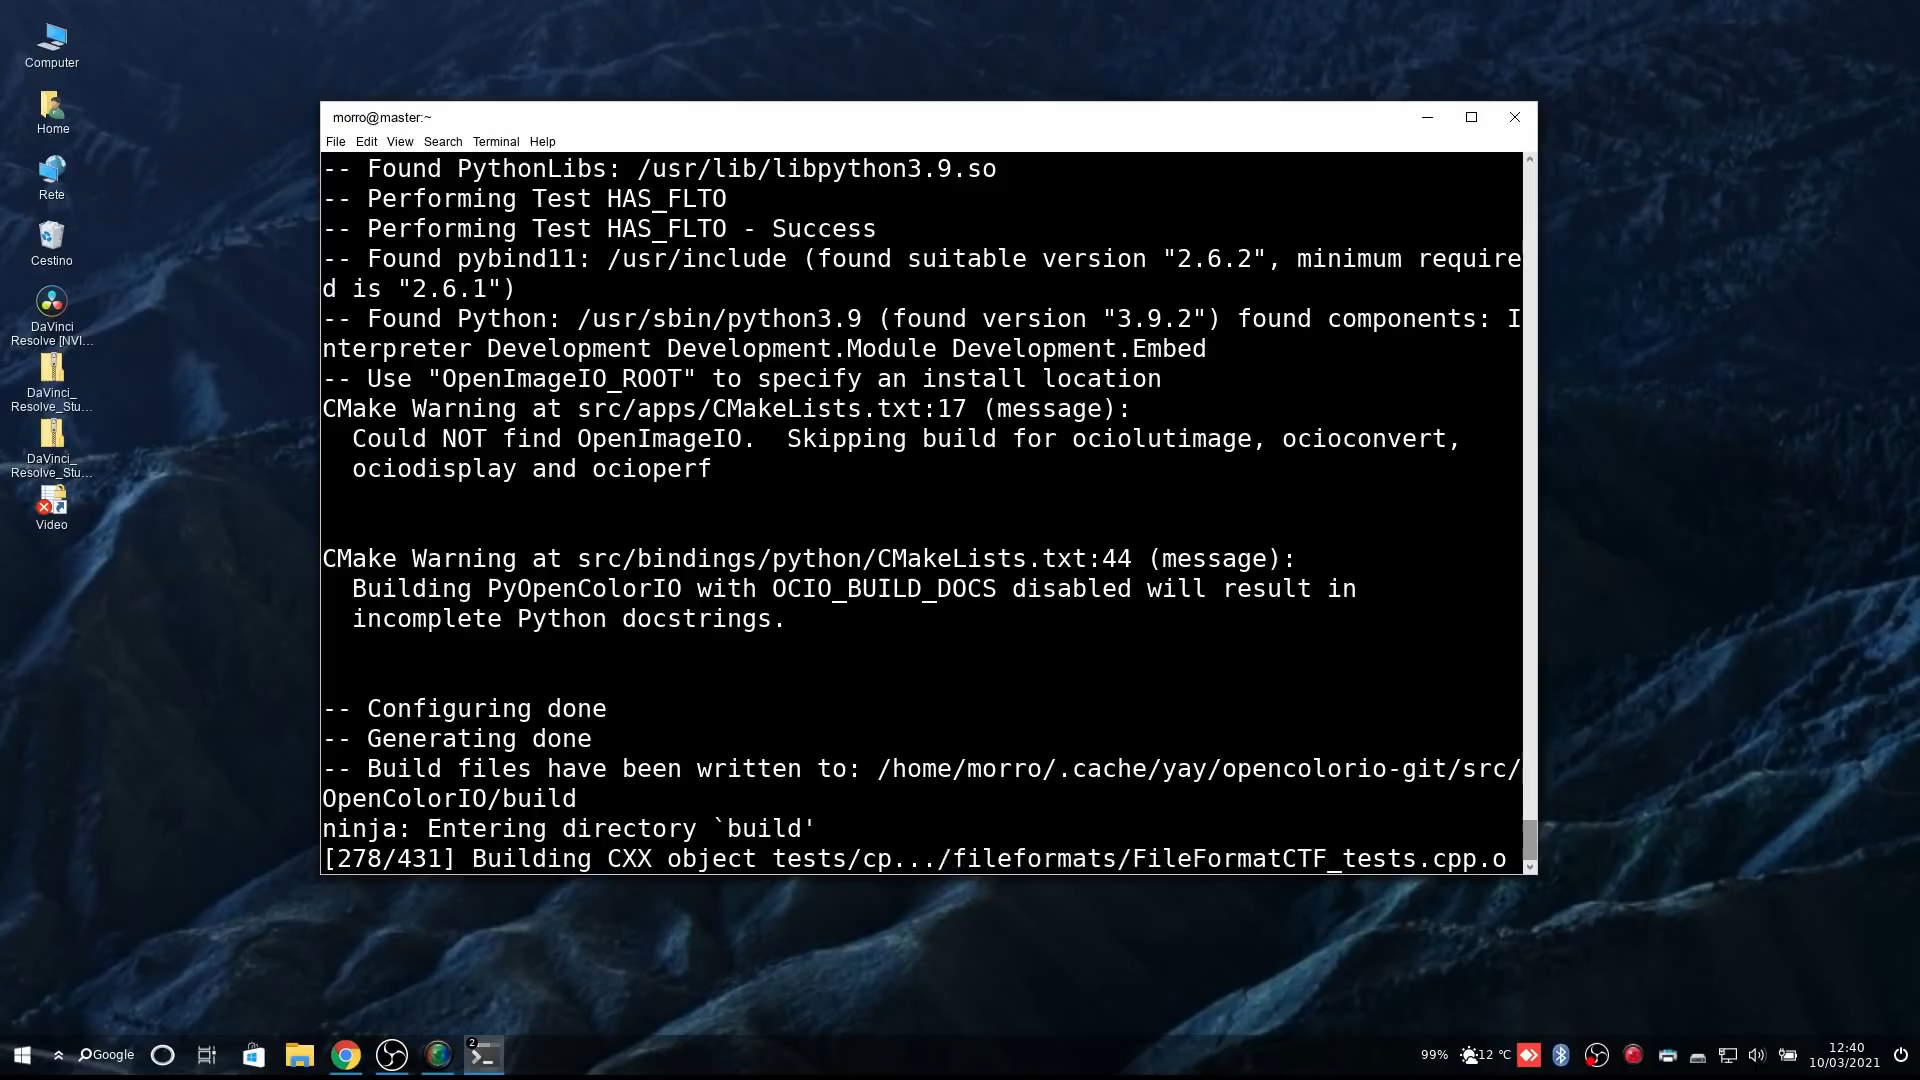 Computer
Home
Rete
Cestino
DaVinci
Resolve [NVI...
DaVinci_
Resolve_Stu...
DaVinci_
Resolve_Stu...
Video
morro@master:~
File Edit View Search Terminal Help
-- Found PythonLibs: /usr/lib/libpython3.9.so
-- Performing Test HAS_FLTO
-- Performing Test HAS_FLTO - Success
-- Found pybind11: /usr/include (found suitable version "2.6.2", minimum require
d is "2.6.1")
-- Found Python: /usr/sbin/python3.9 (found version "3.9.2") found components: I
nterpreter Development Development.Module Development.Embed
-- Use "OpenImageIO_ROOT" to specify an install location
CMake Warning at src/apps/CMakeLists.txt:17 (message):
Could NOT find OpenImageIO.  Skipping build for ociolutimage, ocioconvert,
ociodisplay and ocioperf
CMake Warning at src/bindings/python/CMakeLists.txt:44 (message):
Building PyOpenColorIO with OCIO_BUILD_DOCS disabled will result in
incomplete Python docstrings.
-- Configuring done
-- Generating done
-- Build files have been written to: /home/morro/.cache/yay/opencolorio-git/src/
OpenColorIO/build
ninja: Entering directory `build'
[278/431] Building CXX object tests/cp.../fileformats/FileFormatCTF_tests.cpp.o
Google
2
99%
12 °C
12:40
10/03/2021